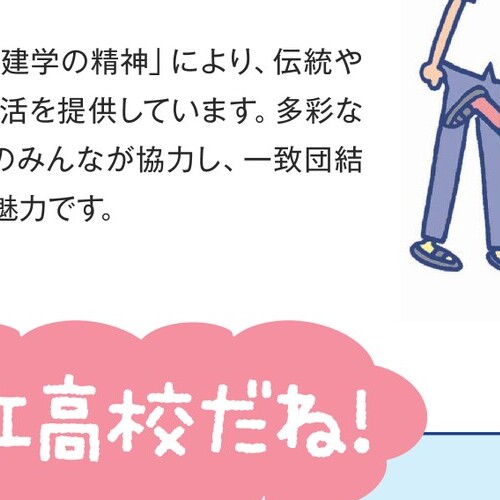 建学の精神」により、伝統や
活を提供しています。多彩な
のみんなが協力し、一致団結
魅力です。
高校だね!